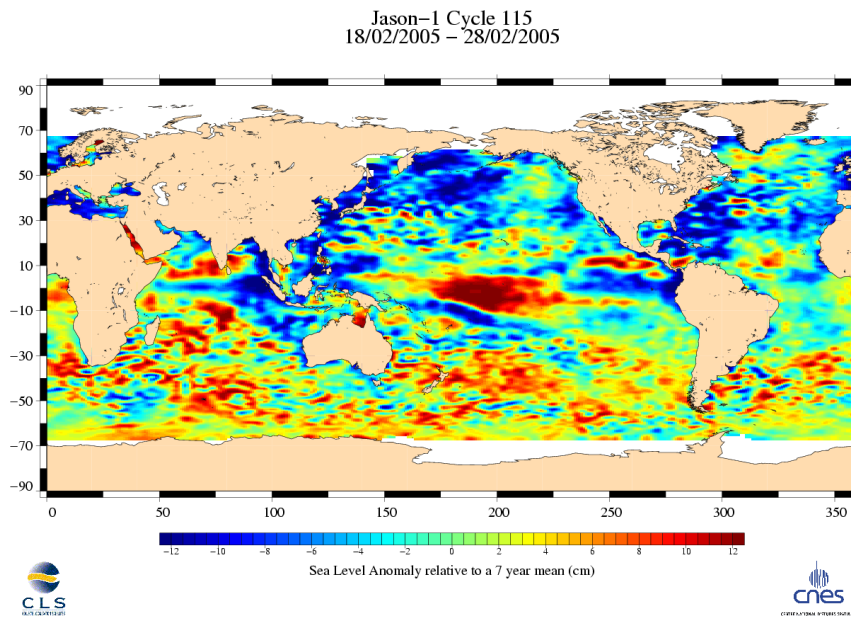 Jason−1 Cycle 115
18/02/2005 − 28/02/2005
90
70
50
30
10
−10
−30
−50
−70
−90
0 50 100 150 200 250 300 350
−12 −10 −8 −6 −4 −2 0 2 4 6 8 10 12
Sea Level Anomaly relative to a 7 year mean (cm)
CLS
cnes